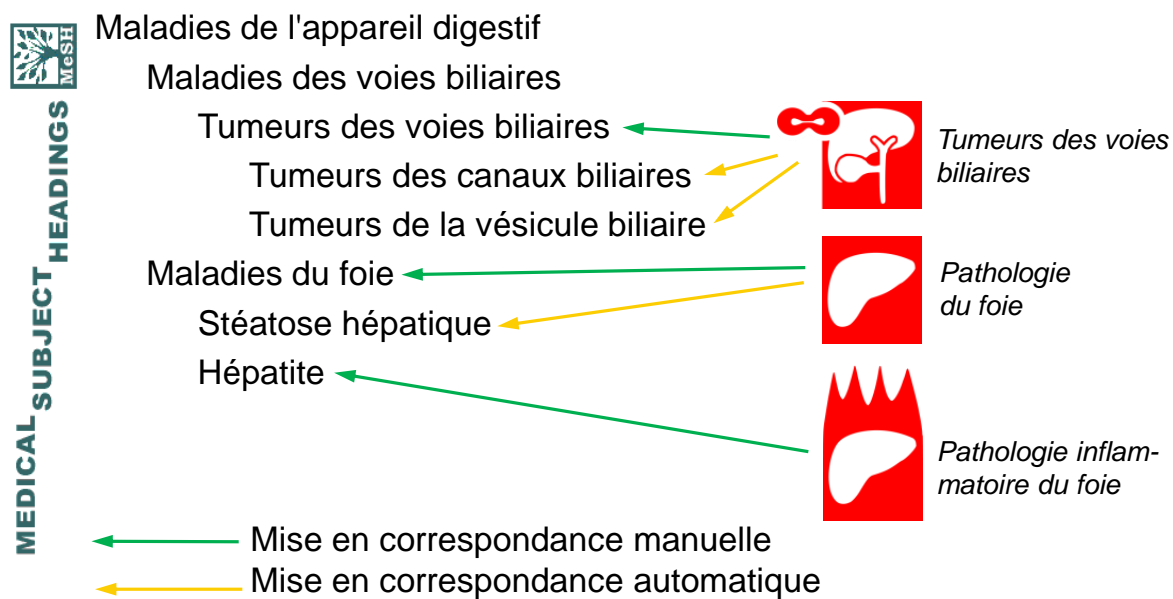 Maladies de l'appareil digestif
Maladies des voies biliaires
Tumeurs des voies biliaires
Tumeurs des canaux biliaires
Tumeurs de la vésicule biliaire
Maladies du foie
Stéatose hépatique
Hépatite
Tumeurs des voies
biliaires
Pathologie
du foie
Pathologie inflam-
matoire du foie
Mise en correspondance manuelle
Mise en correspondance automatique
MeSH
MEDICAL SUBJECT HEADINGS